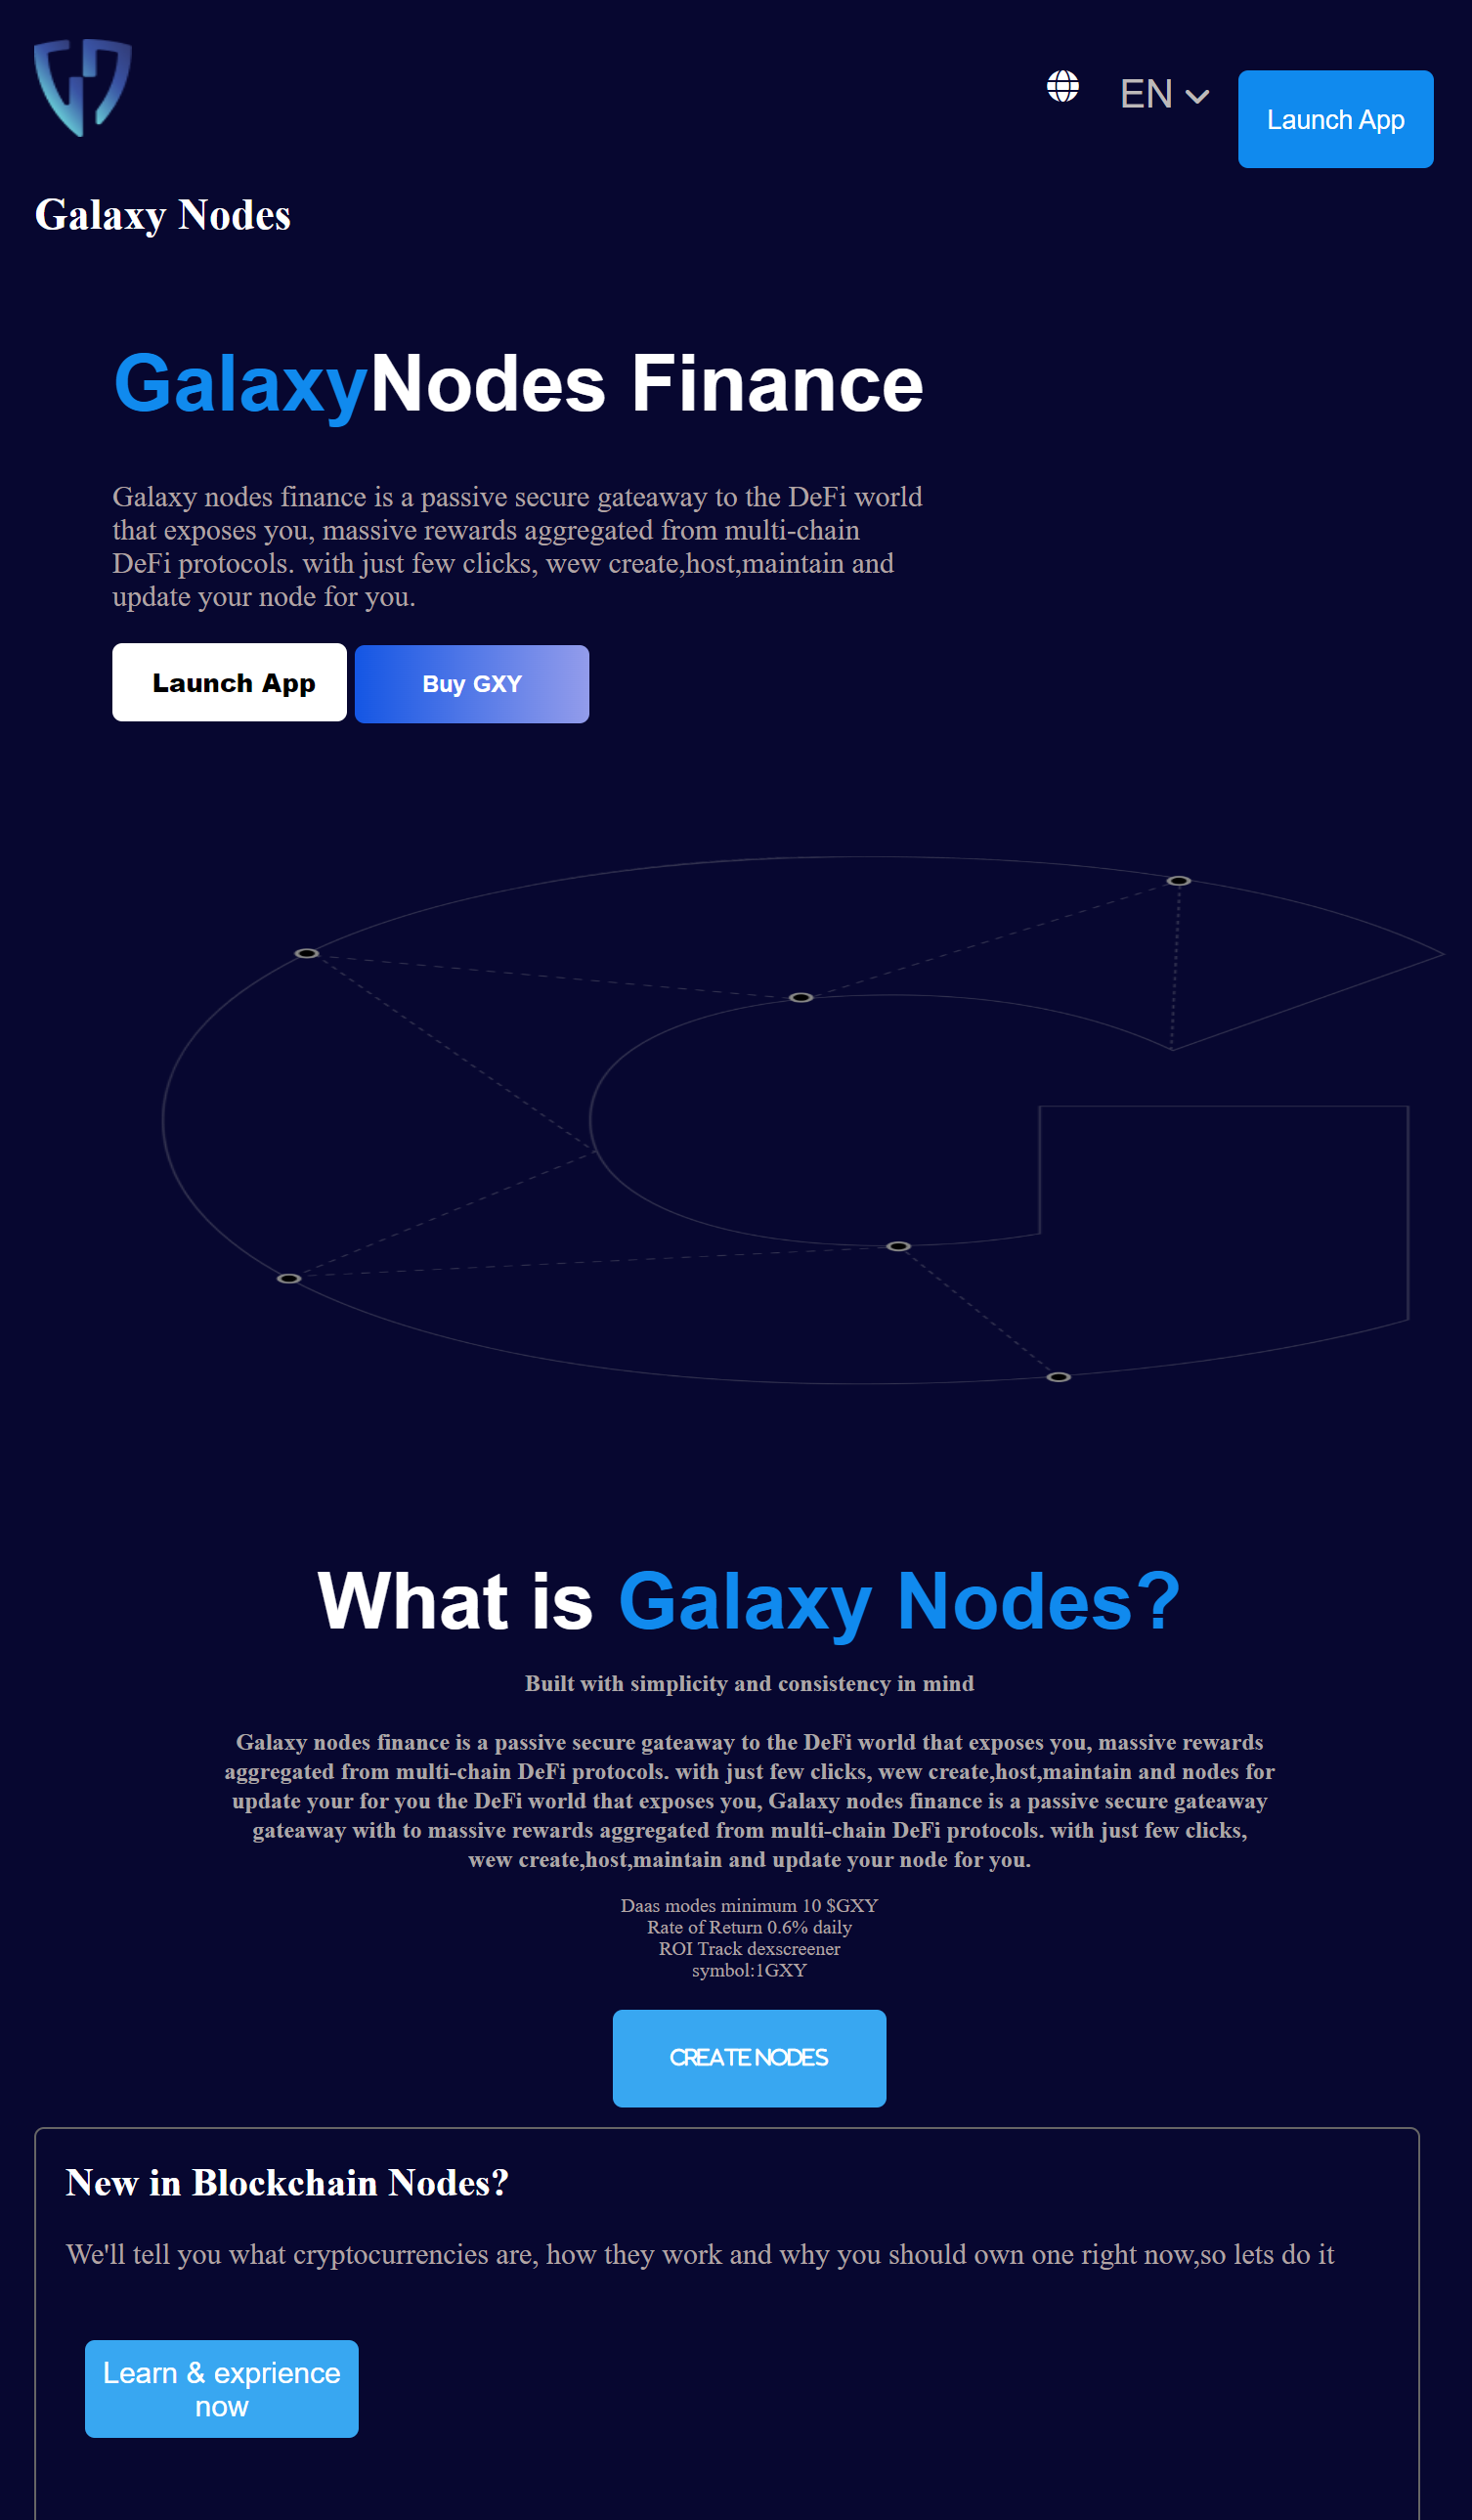 EN
Launch App
Galaxy Nodes
GalaxyNodes Finance
Galaxy nodes finance is a passive secure gateaway to the DeFi world
that exposes you, massive rewards aggregated from multi-chain
DeFi protocols. with just few clicks, wew create,host,maintain and
update your node for you.
Launch App
Buy GXY
What is Galaxy Nodes?
Built with simplicity and consistency in mind
Galaxy nodes finance is a passive secure gateaway to the DeFi world that exposes you, massive rewards
aggregated from multi-chain DeFi protocols. with just few clicks, wew create,host,maintain and nodes for
update your for you the DeFi world that exposes you, Galaxy nodes finance is a passive secure gateaway
gateaway with to massive rewards aggregated from multi-chain DeFi protocols. with just few clicks,
wew create,host,maintain and update your node for you.
Daas modes minimum 10 $GXY
Rate of Return 0.6% daily
ROI Track dexscreener
symbol:1GXY
CREATE NODES
New in Blockchain Nodes?
We'll tell you what cryptocurrencies are, how they work and why you should own one right now,so lets do it
Learn & exprience
now